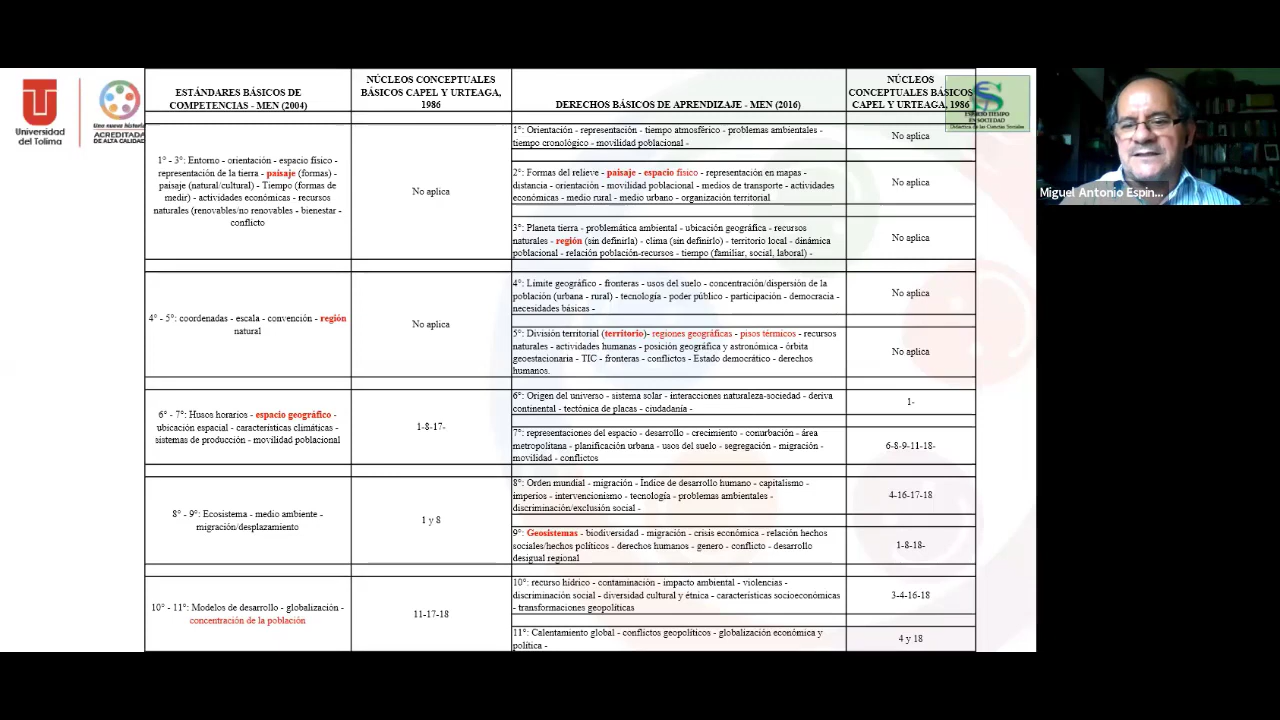 Universidad
del Tolima
Una nueva historia
ACREDITADA
DE ALTA CALIDAD
ESTÁNDARES BÁSICOS DE
COMPETENCIAS - MEN (2004)
NÚCLEOS CONCEPTUALES
BÁSICOS CAPEL Y URTEAGA,
1986
DERECHOS BÁSICOS DE APRENDIZAJE - MEN (2016)
NÚCLEOS
CONCEPTUALES BÁSICOS
CAPEL Y URTEAGA, 1986
ESPACIO TIEMPO
EN SOCIEDAD
Didáctica de las Ciencias Sociales
1° - 3°: Entorno - orientación - espacio físico -
representación de la tierra - paisaje (formas) -
paisaje (natural/cultural) - Tiempo (formas de
medir) - actividades económicas - recursos
naturales (renovables/no renovables - bienestar -
conflicto
No aplica
1°: Orientación - representación - tiempo atmosférico - problemas ambientales -
tiempo cronológico - movilidad poblacional -
No aplica
2°: Formas del relieve - paisaje - espacio físico - representación en mapas -
distancia - orientación - movilidad poblacional - medios de transporte - actividades
económicas - medio rural - medio urbano - organización territorial
No aplica
3°: Planeta tierra - problemática ambiental - ubicación geográfica - recursos
naturales - región (sin definirla) - clima (sin definirlo) - territorio local - dinámica
poblacional - relación población-recursos - tiempo (familiar, social, laboral) -
No aplica
4° - 5°: coordenadas - escala - convención - región
natural
No aplica
4°: Límite geográfico - fronteras - usos del suelo - concentración/dispersión de la
población (urbana - rural) - tecnología - poder público - participación - democracia -
necesidades básicas -
No aplica
5°: División territorial (territorio)- regiones geográficas - pisos térmicos - recursos
naturales - actividades humanas - posición geográfica y astronómica - órbita
geoestacionaria - TIC - fronteras - conflictos - Estado democrático - derechos
humanos.
No aplica
6° - 7°: Husos horarios - espacio geográfico -
ubicación espacial - características climáticas -
sistemas de producción - movilidad poblacional
1-8-17-
6°: Origen del universo - sistema solar - interacciones naturaleza-sociedad - deriva
continental - tectónica de placas - ciudadanía -
1-
7°: representaciones del espacio - desarrollo - crecimiento - conurbación - área
metropolitana - planificación urbana - usos del suelo - segregación - migración -
movilidad - conflictos
6-8-9-11-18-
8° - 9°: Ecosistema - medio ambiente -
migración/desplazamiento
1 y 8
8°: Orden mundial - migración - Índice de desarrollo humano - capitalismo -
imperios - intervencionismo - tecnología - problemas ambientales -
discriminación/exclusión social -
4-16-17-18
9°: Geosistemas - biodiversidad - migración - crisis económica - relación hechos
sociales/hechos políticos - derechos humanos - genero - conflicto - desarrollo
desigual regional
1-8-18-
10° - 11°: Modelos de desarrollo - globalización -
concentración de la población
11-17-18
10°: recurso hídrico - contaminación - impacto ambiental - violencias -
discriminación social - diversidad cultural y étnica - características socioeconómicas
- transformaciones geopolíticas
3-4-16-18
11°: Calentamiento global - conflictos geopolíticos - globalización económica y
política -
4 y 18
Miguel Antonio Espin...